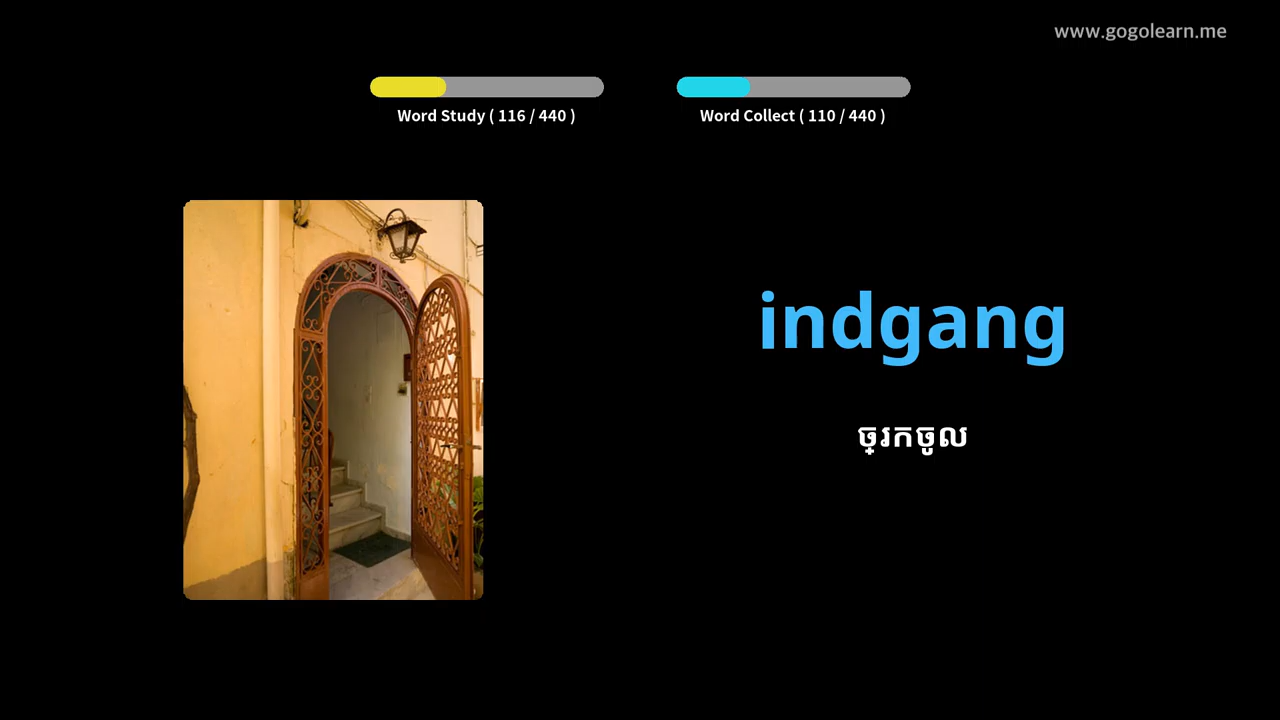 www.gogolearn.me
Word Study ( 116 / 440 )
Word Collect ( 110 / 440 )
indgang
ច្រកចូល